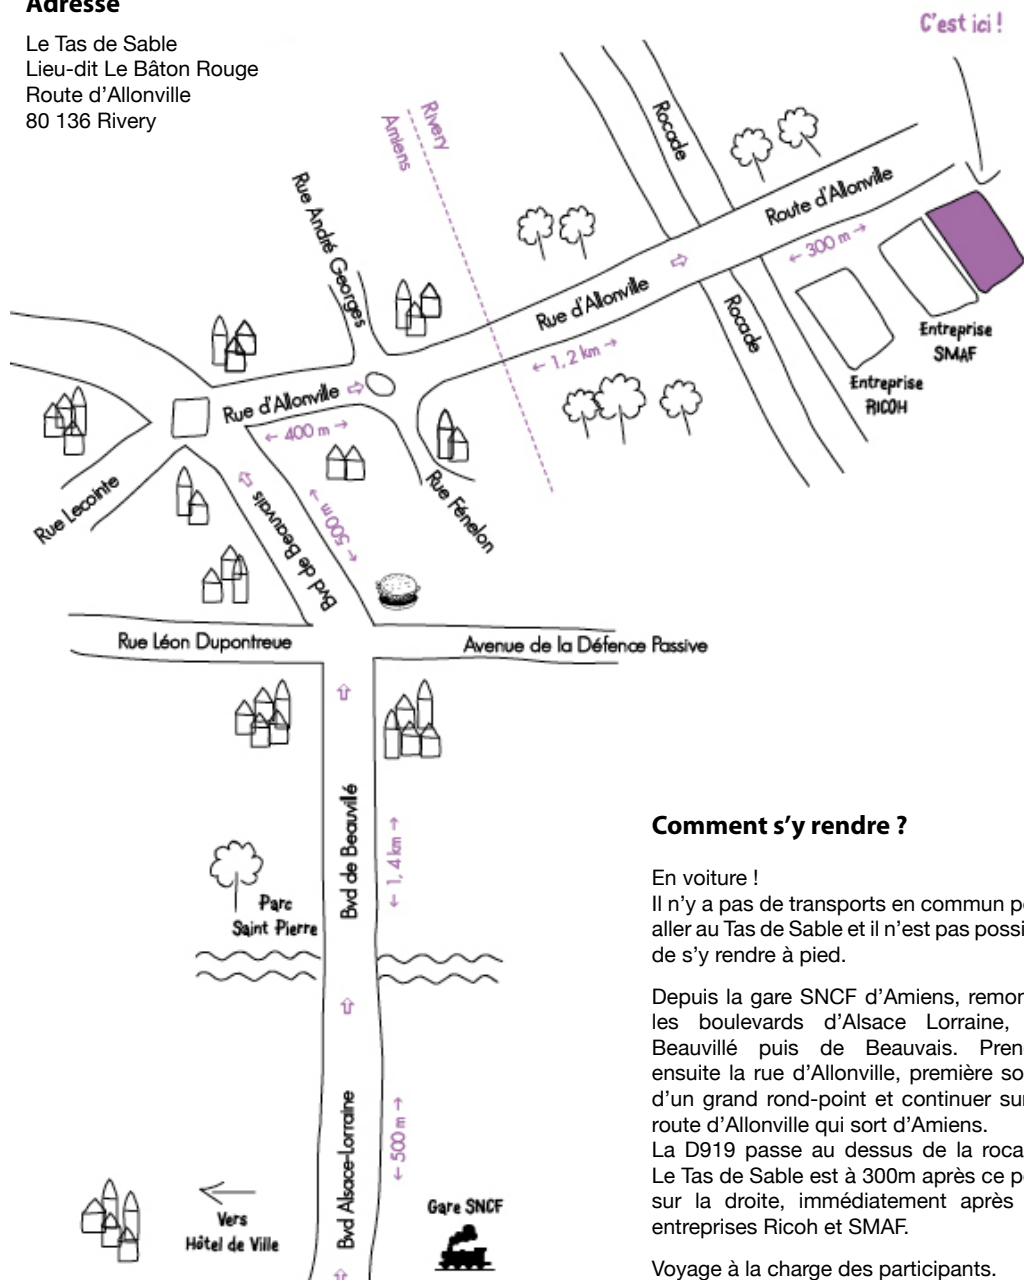 Adresse
Le Tas de Sable
Lieu-dit Le Bâton Rouge
Route d'Allonville
80 136 Rivery
C'est ici !
Rivery
Amiens
Rocade
Route d'Allonville
← 300 m →
Rue André Georges
Rue d'Allonville
← 1,2 km →
Rocade
Entreprise
SMAF
Entreprise
RICOH
Rue d'Allonville
← 400 m →
Rue Lecointe
Bvd de Beauvais
← 500 m →
Rue Fénelon
Rue Léon Dupontreue
Avenue de la Défence Passive
Bvd de Beauvilé
← 1,4 km →
Parc
Saint Pierre
Bvd Alsace-Lorraine
← 500 m →
Vers
Hôtel de Ville
Gare SNCF
Comment s'y rendre ?
En voiture !
Il n'y a pas de transports en commun
aller au Tas de Sable et il n'est pas
de s'y rendre à pied.
Depuis la gare SNCF d'Amiens,
les boulevards d'Alsace Lorraine,
Beauvillé puis de Beauvais.
ensuite la rue d'Allonville, première
d'un grand rond-point et continuer
route d'Allonville qui sort d'Amiens.
La D919 passe au dessus de la
Le Tas de Sable est à 300m après ce
sur la droite, immédiatement après
entreprises Ricoh et SMAF.
Voyage à la charge des participants.